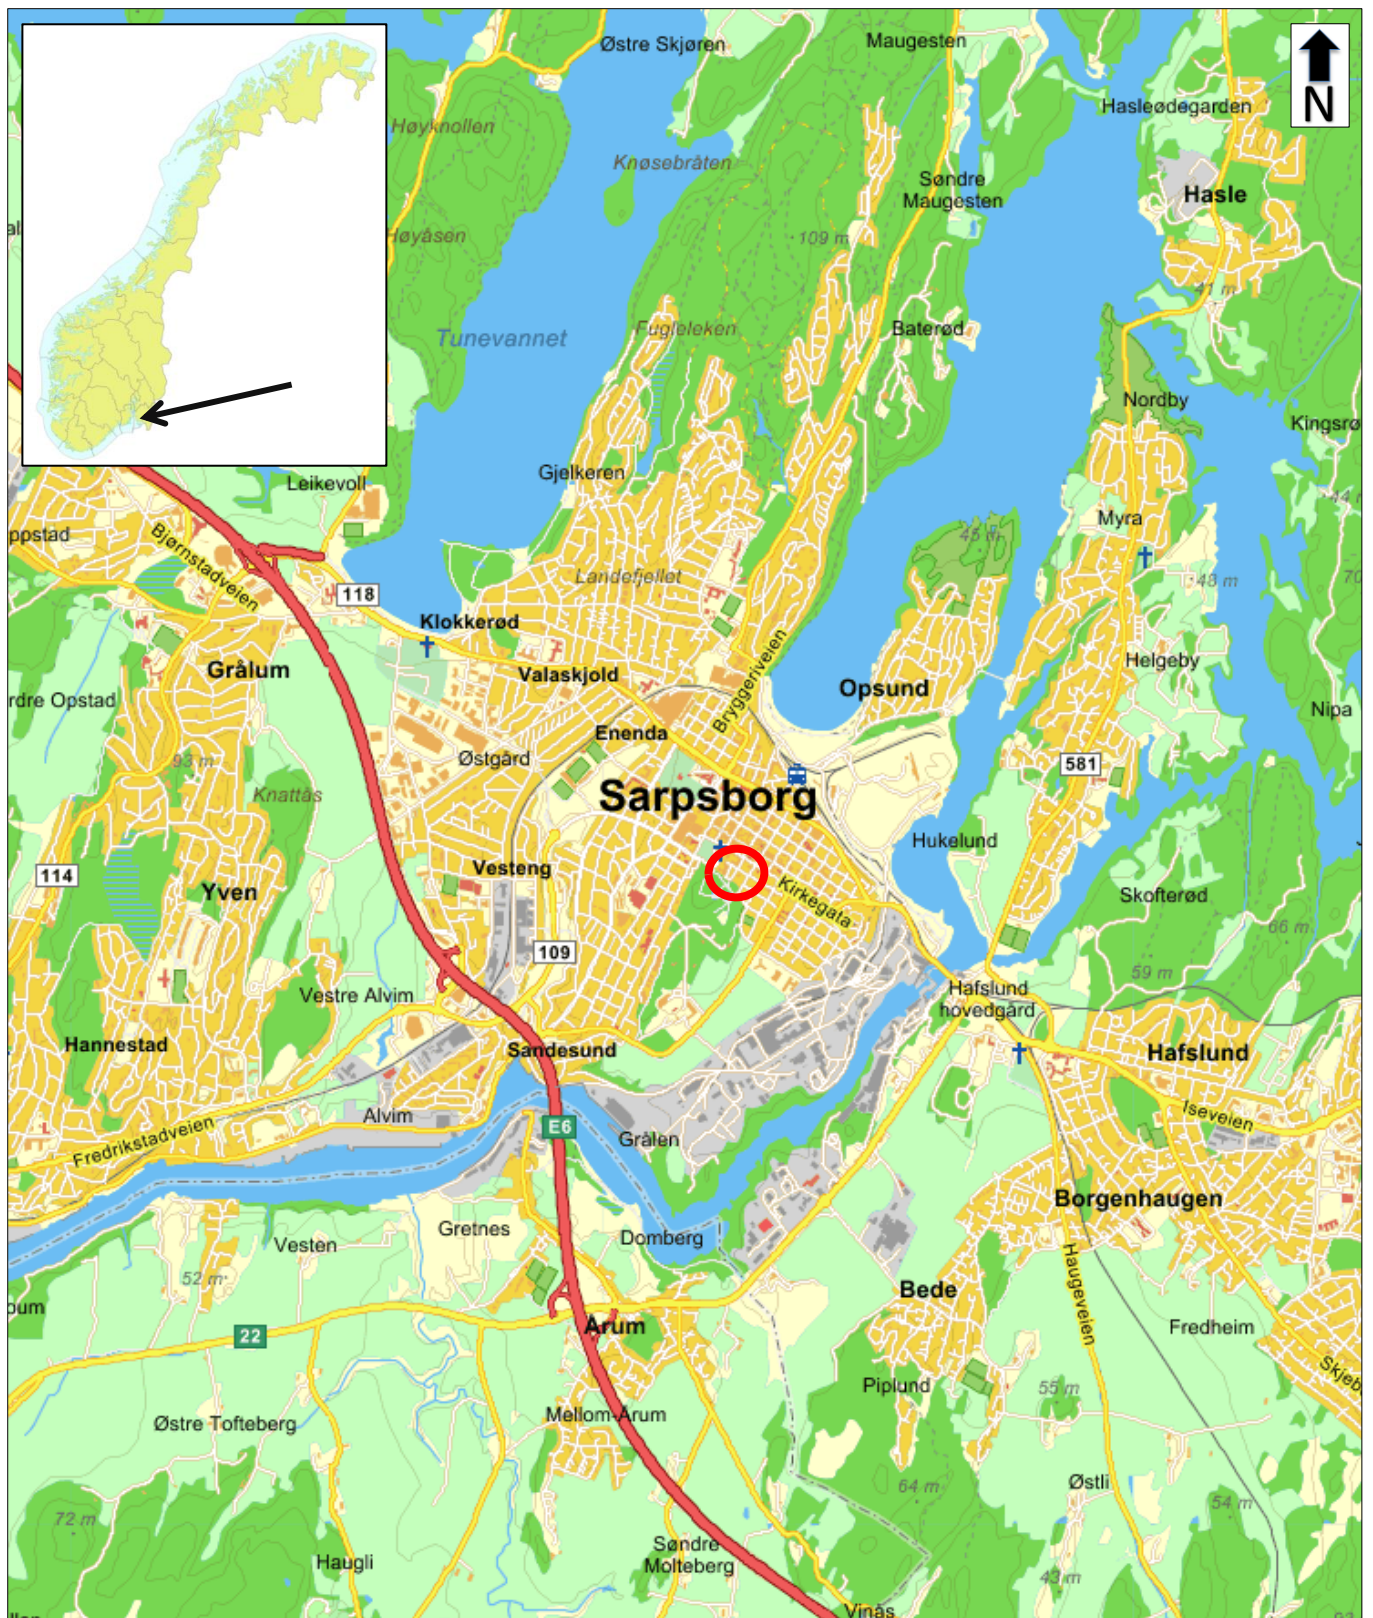 Østre Skjøren
Maugesten
N
Hasleødegarden
Høyknollen
Knøsebråten
Søndre
Maugesten
Hasle
Høyåsen
109 m
41 m
Tunevannet
Fugleleken
Baterød
Nordby
Kingsrø
Gjelkeren
Leikevoll
44 m
ppstad
Bjørnstadveien
Myra
45 m
Landefjellet
48 m
70
118
Klokkerød
Grålum
Valaskjold
Helgeby
rdre Opstad
Opsund
Bryggeriveien
Nipa
Enenda
93 m
Østgård
581
Knattås
Sarpsborg
Hukelund
Vesteng
114
Yven
Kirkegata
Skofterød
66 m
109
59 m
Vestre Alvim
Hafslund
hovedgård
Hannestad
Sandesund
Hafslund
Alvim
E6
Iseveien
Fredrikstadveien
Grålen
Borgenhaugen
Gretnes
Vesten
Domberg
52 m
Haugeveien
Bede
oum
22
Årum
Fredheim
Skjeb
Piplund
55 m
Østre Tofteberg
Mellom-Årum
64 m
Østli
54 m
72 m
Søndre
Molteberg
Haugli
43 m
Vinås